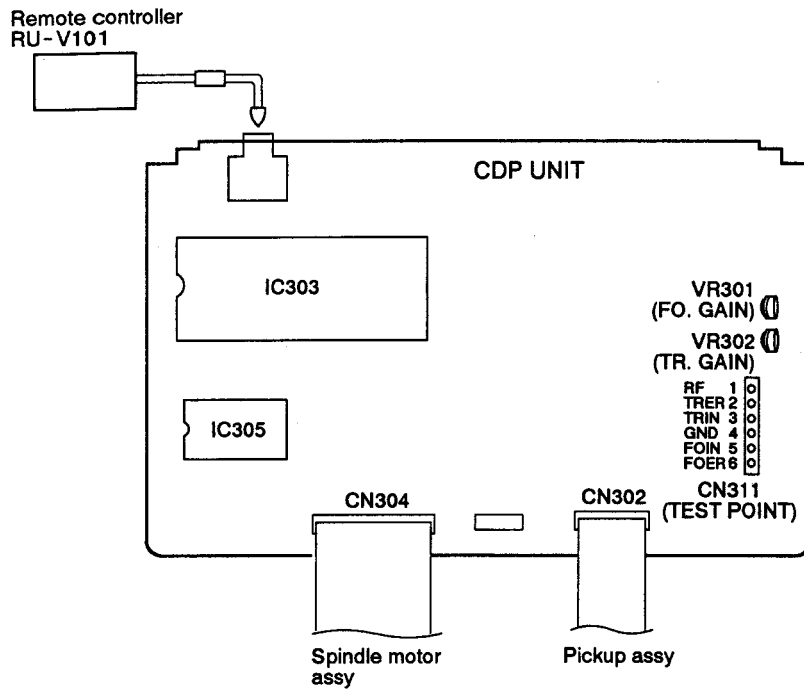 Remote controller
RU-V101
CDP UNIT
IC303
VR301
(FO. GAIN)
VR302
(TR. GAIN)
RF 1
TRER 2
TRIN 3
GND 4
FOIN 5
FOER 6
IC305
CN304
CN302
CN311
(TEST POINT)
Spindle motor
assy
Pickup assy